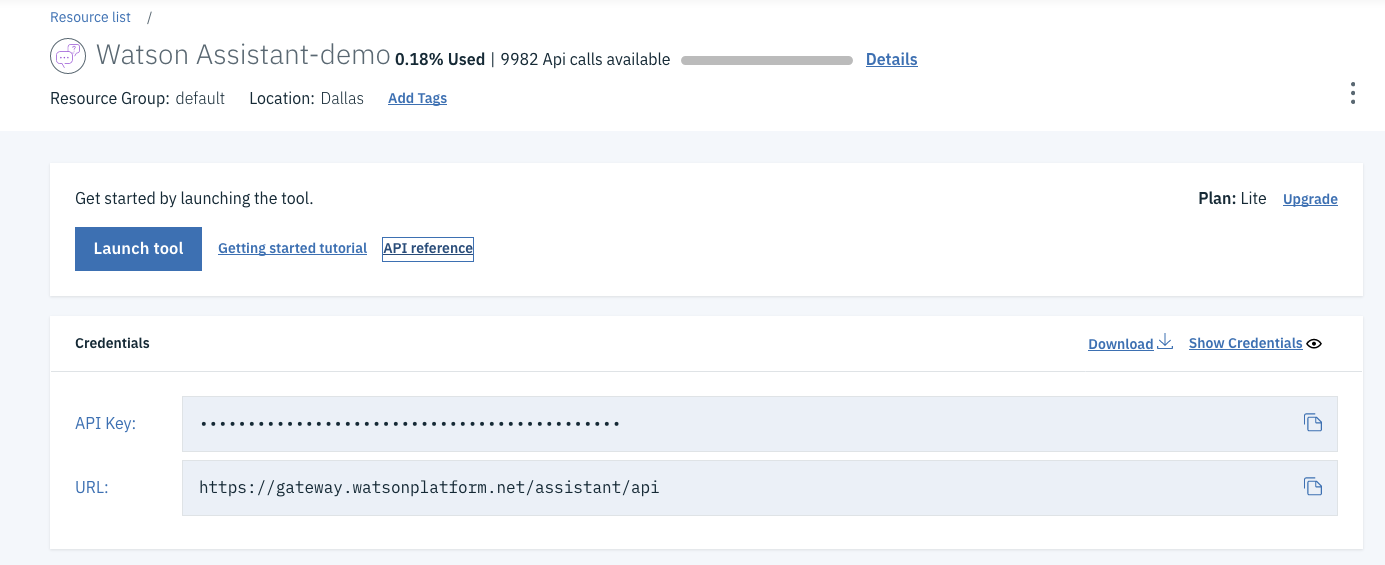 Resource list /
Watson Assistant-demo 0.18% Used | 9982 Api calls available Details
Resource Group: default Location: Dallas Add Tags
Get started by launching the tool. Plan: Lite Upgrade
Launch tool Getting started tutorial API reference
Credentials Download Show Credentials
API Key: ••••••••••••••••••••••••••••••••••••••••••••
URL: https://gateway.watsonplatform.net/assistant/api